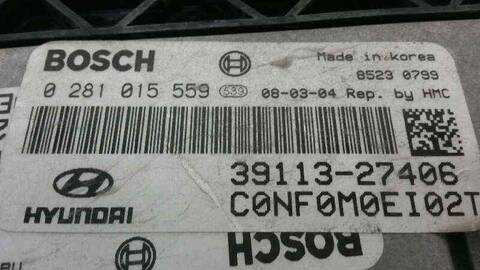 BOSCH
Made in Korea
8523 0799
0 281 015 559 533 08-03-04 Rep. by HMC
39113-27406
C0NF0M0EI02T
HYUNDAI
BOSCH